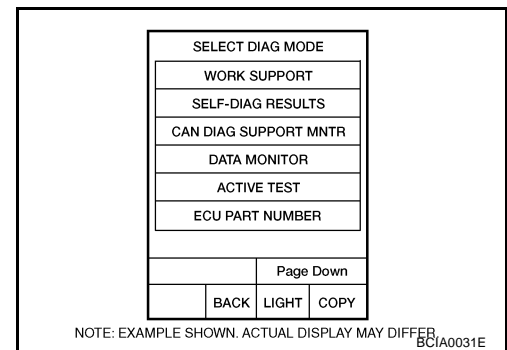 SELECT DIAG MODE
WORK SUPPORT
SELF-DIAG RESULTS
CAN DIAG SUPPORT MNTR
DATA MONITOR
ACTIVE TEST
ECU PART NUMBER
Page Down
BACK LIGHT COPY
NOTE: EXAMPLE SHOWN. ACTUAL DISPLAY MAY DIFFER.
BCIA0031E